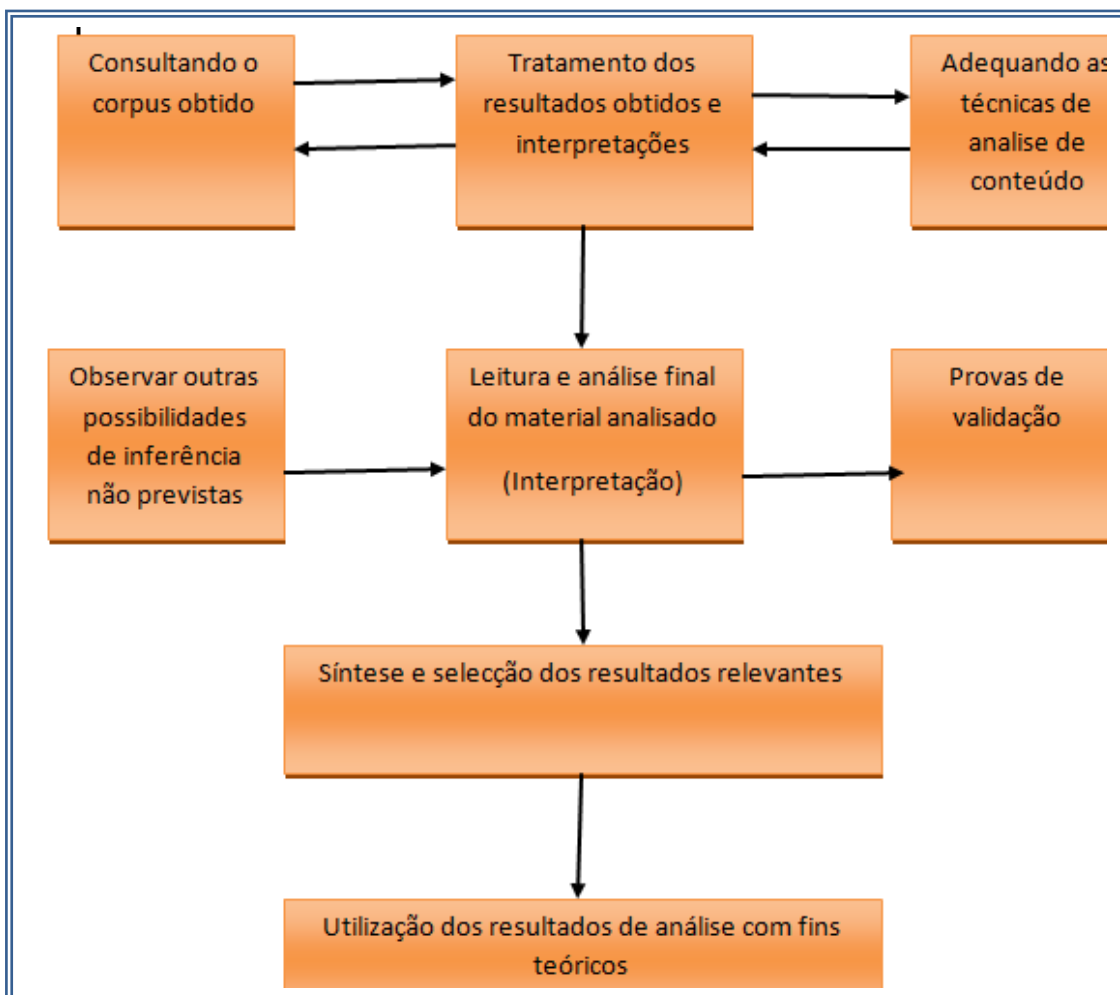 Consultando o
corpus obtido
Tratamento dos
resultados obtidos e
interpretações
Adequando as
técnicas de
analise de
conteúdo
Observar outras
possibilidades
de inferência
não previstas
Leitura e análise final
do material analisado
(Interpretação)
Provas de
validação
Síntese e selecção dos resultados relevantes
Utilização dos resultados de análise com fins
teóricos